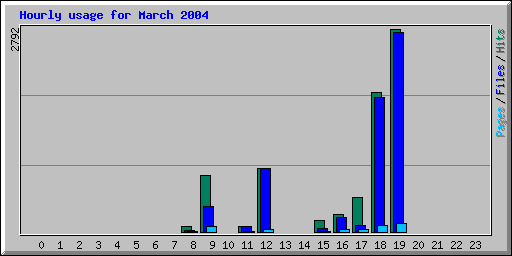 Hourly usage for March 2004
2792
Pages / Files / Hits
0 1 2 3 4 5 6 7 8 9 10 11 12 13 14 15 16 17 18 19 20 21 22 23